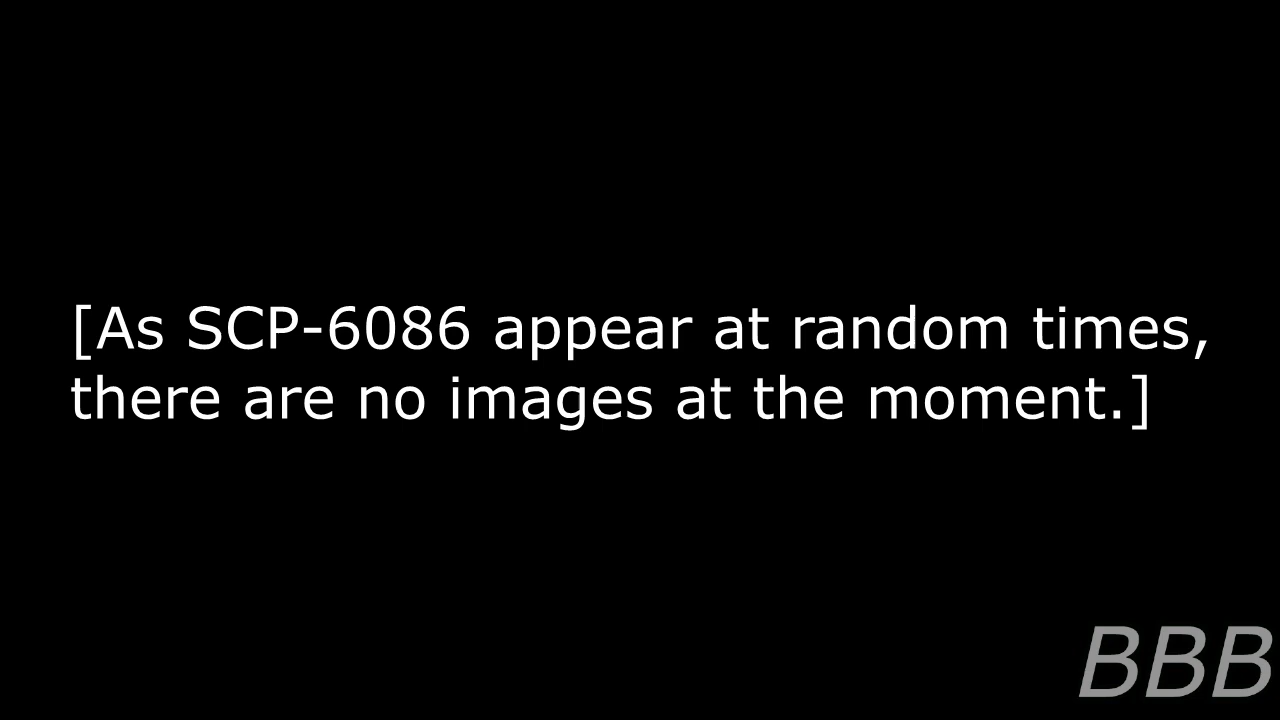 [As SCP-6086 appear at random times,
there are no images at the moment.]
BBB